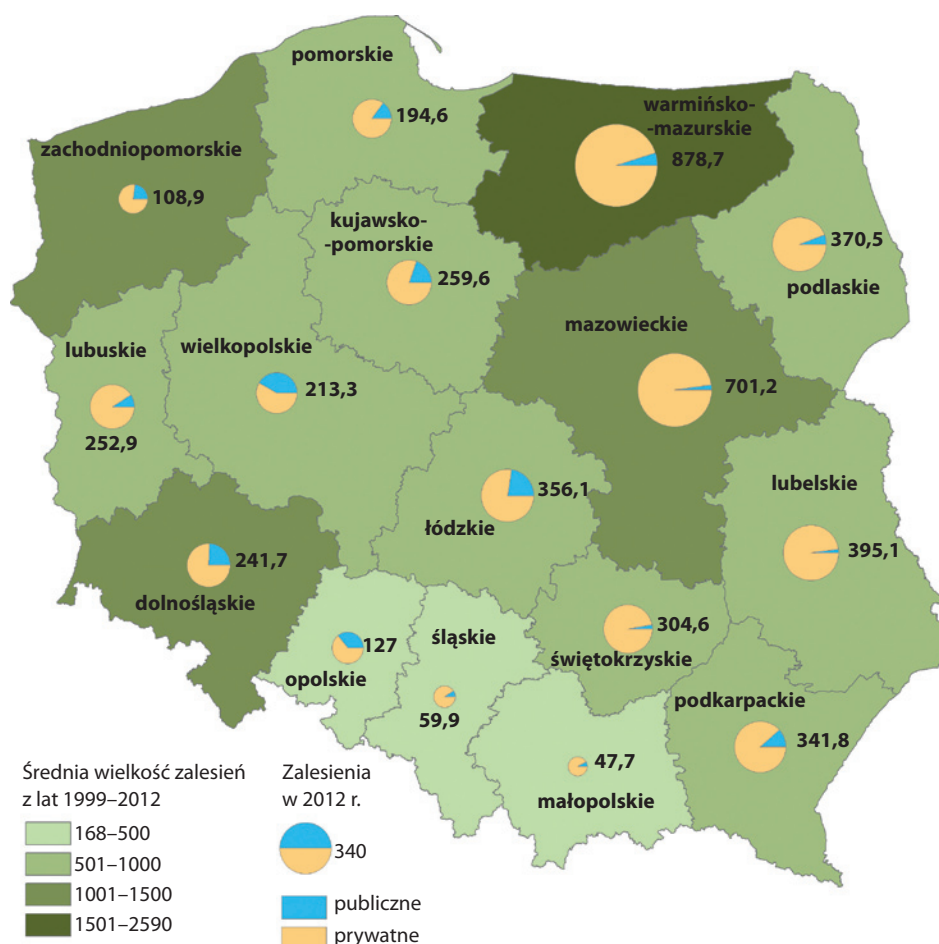 pomorskie
194,6
warmińsko-
-mazurskie
878,7
zachodniopomorskie
108,9
kujawsko-
-pomorskie
259,6
370,5
podlaskie
mazowieckie
701,2
lubuskie
252,9
wielkopolskie
213,3
łódzkie
356,1
lubelskie
395,1
241,7
dolnośląskie
127
opolskie
śląskie
59,9
304,6
świętokrzyskie
podkarpackie
341,8
47,7
małopolskie
Średnia wielkość zalesień
z lat 1999–2012
168–500
501–1000
1001–1500
1501–2590
Zalesienia
w 2012 r.
340
publiczne
prywatne